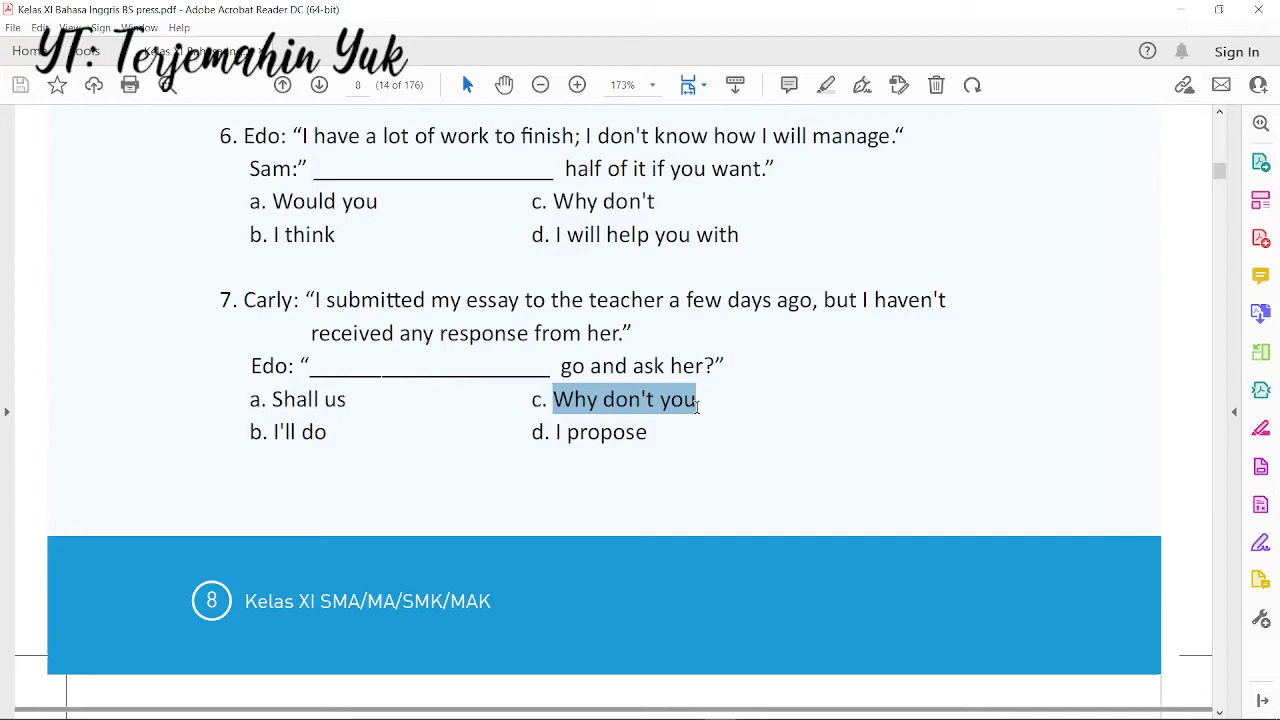 Kelas XI Bahasa Inggris BS press.pdf - Adobe Acrobat Reader DC (64-bit)
File Edit View Sign Window Help
YT: Terjemahin Yuk
Home Tools
Sign In
8 (14 of 176) 173%
6. Edo: “I have a lot of work to finish; I don't know how I will manage.“
Sam:” ____________________ half of it if you want.”
a. Would you c. Why don't
b. I think d. I will help you with
7. Carly: “I submitted my essay to the teacher a few days ago, but I haven't
received any response from her.”
Edo: “____________________ go and ask her?”
a. Shall us c. Why don't you
b. I'll do d. I propose
8 Kelas XI SMA/MA/SMK/MAK